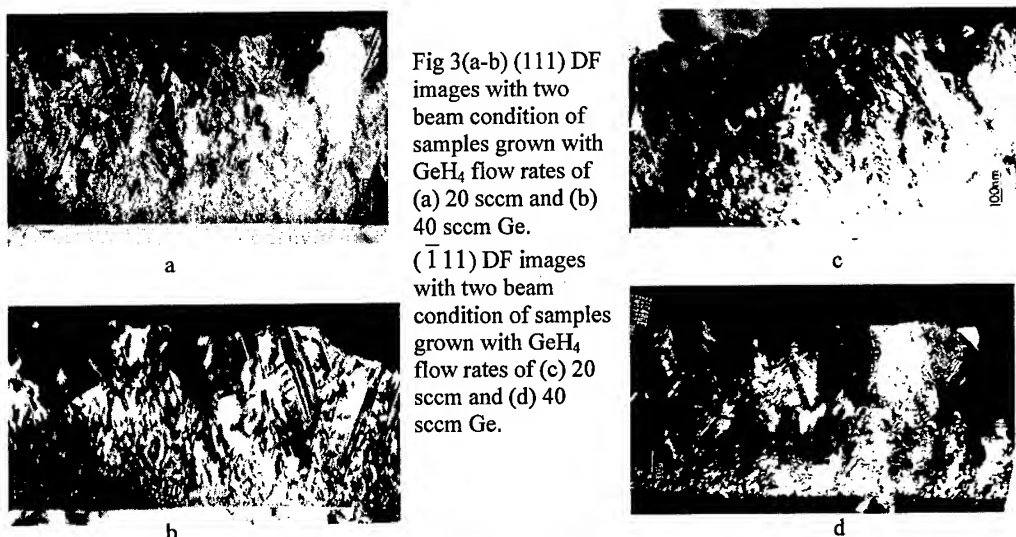 Fig 3(a-b) (111) DF
images with two
beam condition of
samples grown with
GeH₄ flow rates of
(a) 20 sccm and (b)
40 sccm Ge.
(1̅11) DF images
with two beam
condition of samples
grown with GeH₄
flow rates of (c) 20
sccm and (d) 40
sccm Ge.
a
b
100nm
c
d